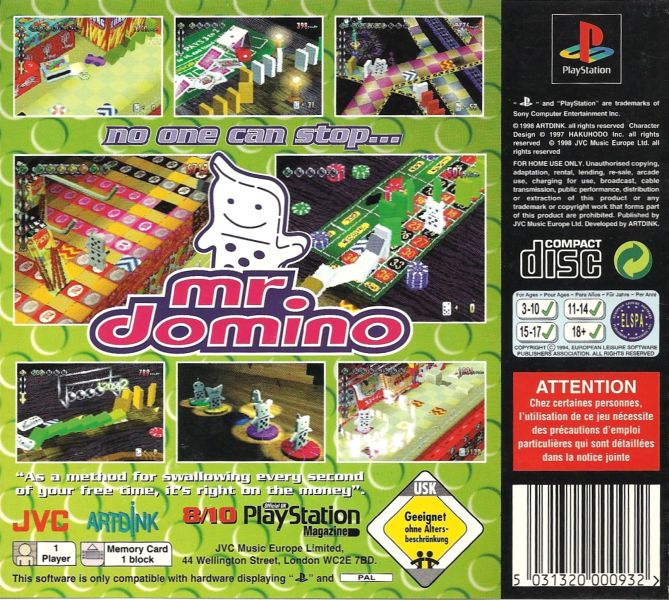 PlayStation
no one can stop...
mr.
domino
"As a method for swallowing every second
of your free time, it's right on the money".
JVC
ARTDINK
8/10 Official UK PlayStation
Magazine
1
Player
Memory Card
1 block
JVC Music Europe Limited,
44 Wellington Street, London WC2E 7BD.
This software is only compatible with hardware displaying " " and
PAL
USK
Geeignet
ohne Alters-
beschränkung
" " and "PlayStation" are trademarks of
Sony Computer Entertainment Inc.
© 1998 ARTDINK. all rights reserved Character
Design © 1997 HAKUHODO Inc. all rights
reserved © 1998 JVC Music Europe Ltd. all
rights reserved
FOR HOME USE ONLY. Unauthorised copying,
adaptation, rental, lending, re-sale, arcade
use, charging for use, broadcast, cable
transmission, public performance, distribution
or extraction of this product or any
trademark or copyright work that forms part
of this product are prohibited. Published by
JVC Music Europe Ltd. Developed by ARTDINK.
COMPACT
disc
For Ages - Pour Ages - Para Años - Für Jahre - Per Anni
3-10
11-14
15-17
18+
ELSPA
COPYRIGHT © 1994, EUROPEAN LEISURE SOFTWARE
PUBLISHERS ASSOCIATION. ALL RIGHTS RESERVED
ATTENTION
Chez certaines personnes,
l'utilisation de ce jeu nécessite
des précautions d'emploi
particulières qui sont détaillées
dans la notice jointe
5 031320 000932 >